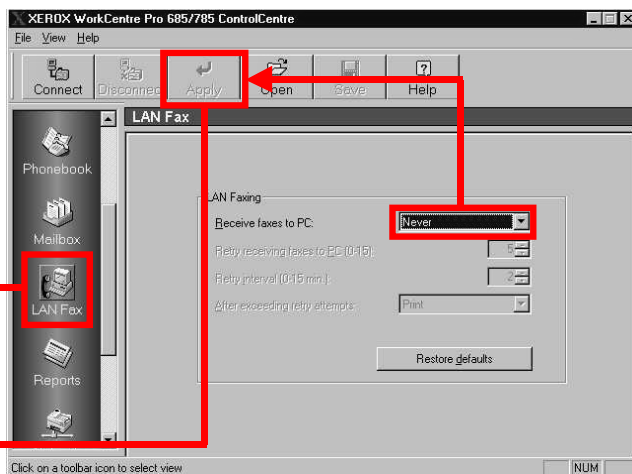 XEROX WorkCentre Pro 685/785 ControlCentre
File View Help
Connect Disconnect Apply Open Save Help
LAN Fax
Phonebook
Mailbox
LAN Fax
Reports
LAN Faxing
Receive faxes to PC: Never
Retry receiving faxes to PC (0-15): 5
Retry interval (0-15 min.): 2
After exceeding retry attempts: Print
Restore defaults
Click on a toolbar icon to select view NUM